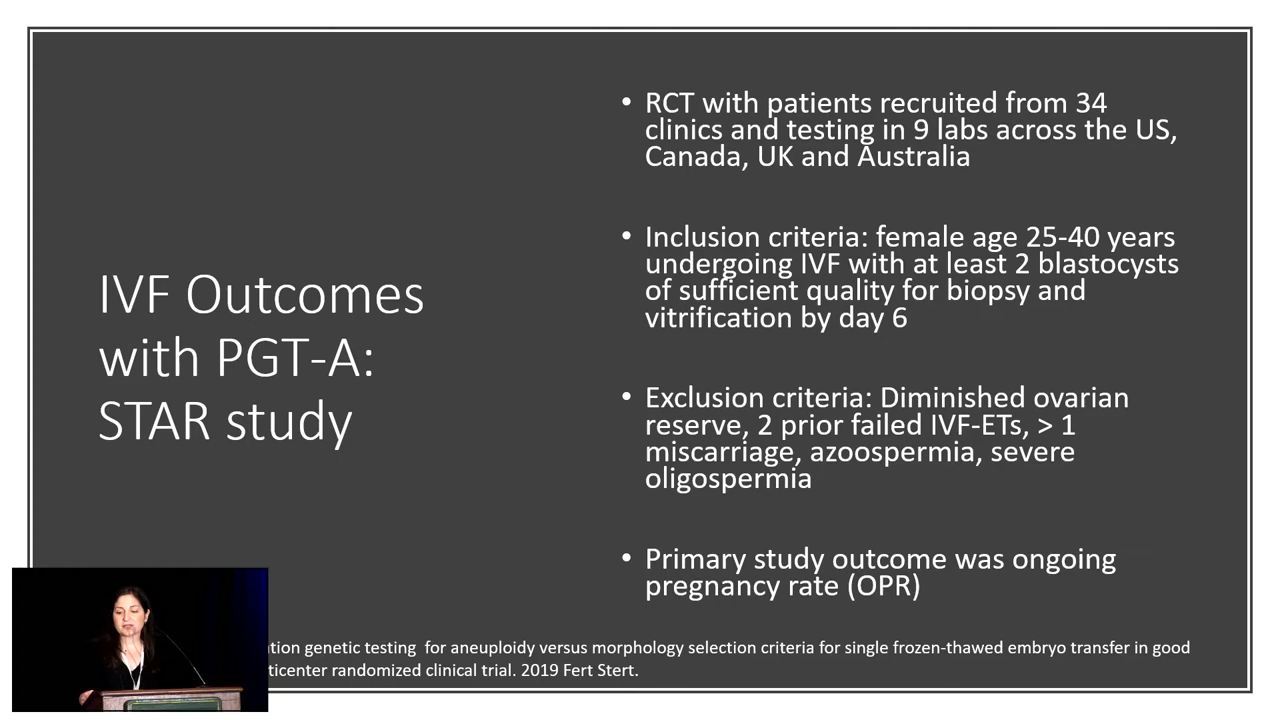 IVF Outcomes
with PGT-A:
STAR study
• RCT with patients recruited from 34
clinics and testing in 9 labs across the US,
Canada, UK and Australia
• Inclusion criteria: female age 25-40 years
undergoing IVF with at least 2 blastocysts
of sufficient quality for biopsy and
vitrification by day 6
• Exclusion criteria: Diminished ovarian
reserve, 2 prior failed IVF-ETs, > 1
miscarriage, azoospermia, severe
oligospermia
• Primary study outcome was ongoing
pregnancy rate (OPR)
genetic testing for aneuploidy versus morphology selection criteria for single frozen-thawed embryo transfer in good
randomized clinical trial. 2019 Fert Stert.